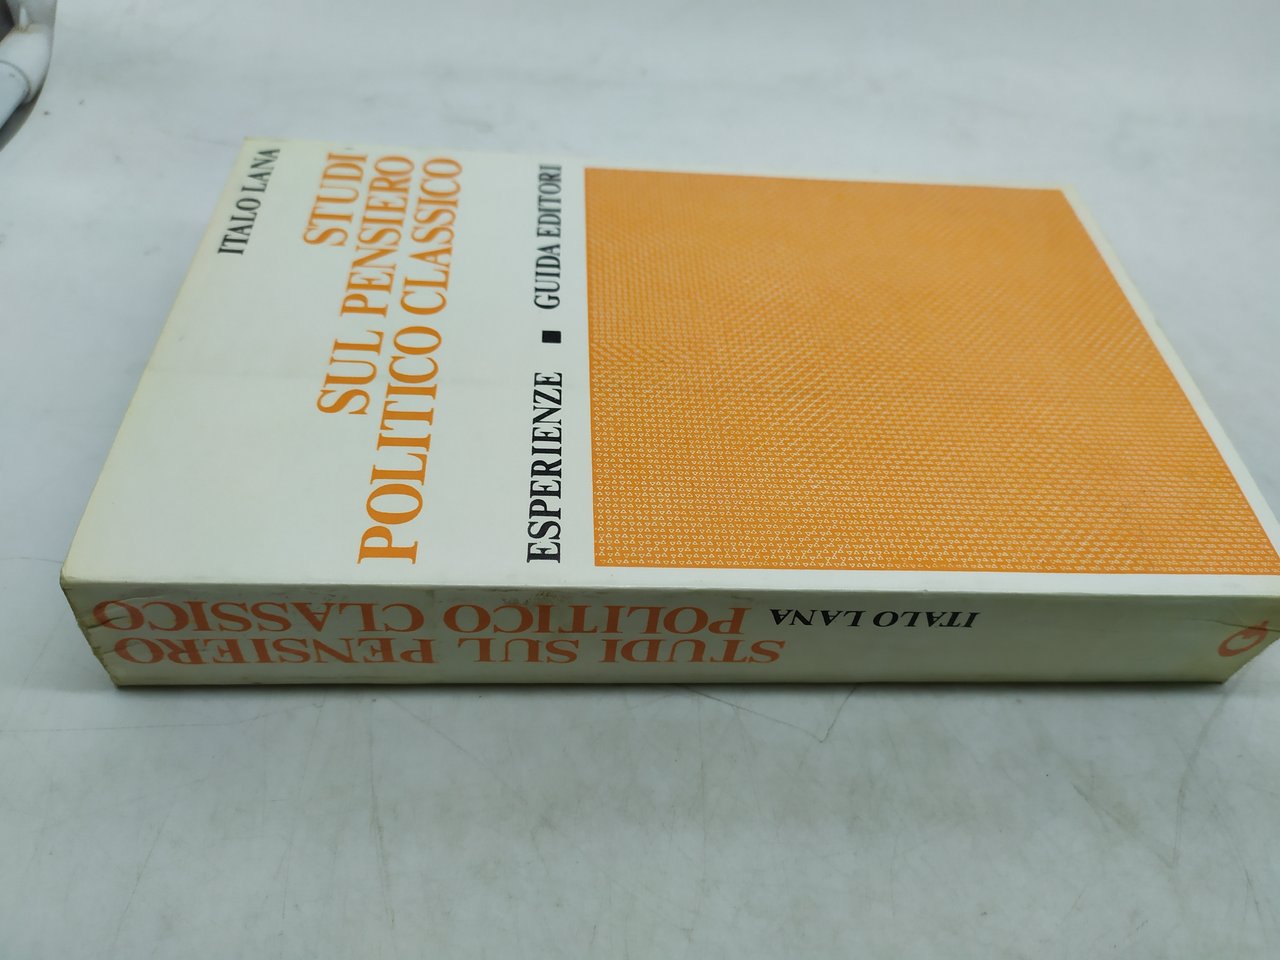 ITALO LANA
STUDI
SUL PENSIERO
POLITICO CLASSICO
ESPERIENZE ■ GUIDA EDITORI
ITALO LANA
STUDI SUL PENSIERO
POLITICO CLASSICO
G